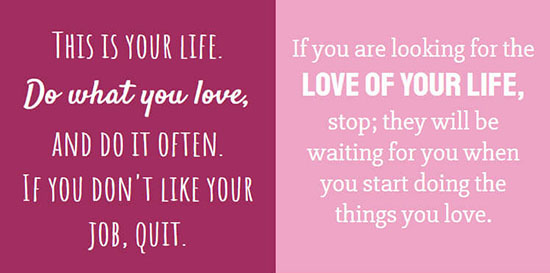 THIS IS YOUR LIFE.
Do what you love,
AND DO IT OFTEN.
IF YOU DON'T LIKE YOUR
JOB, QUIT.
If you are looking for the
LOVE OF YOUR LIFE,
stop; they will be
waiting for you when
you start doing the
things you love.